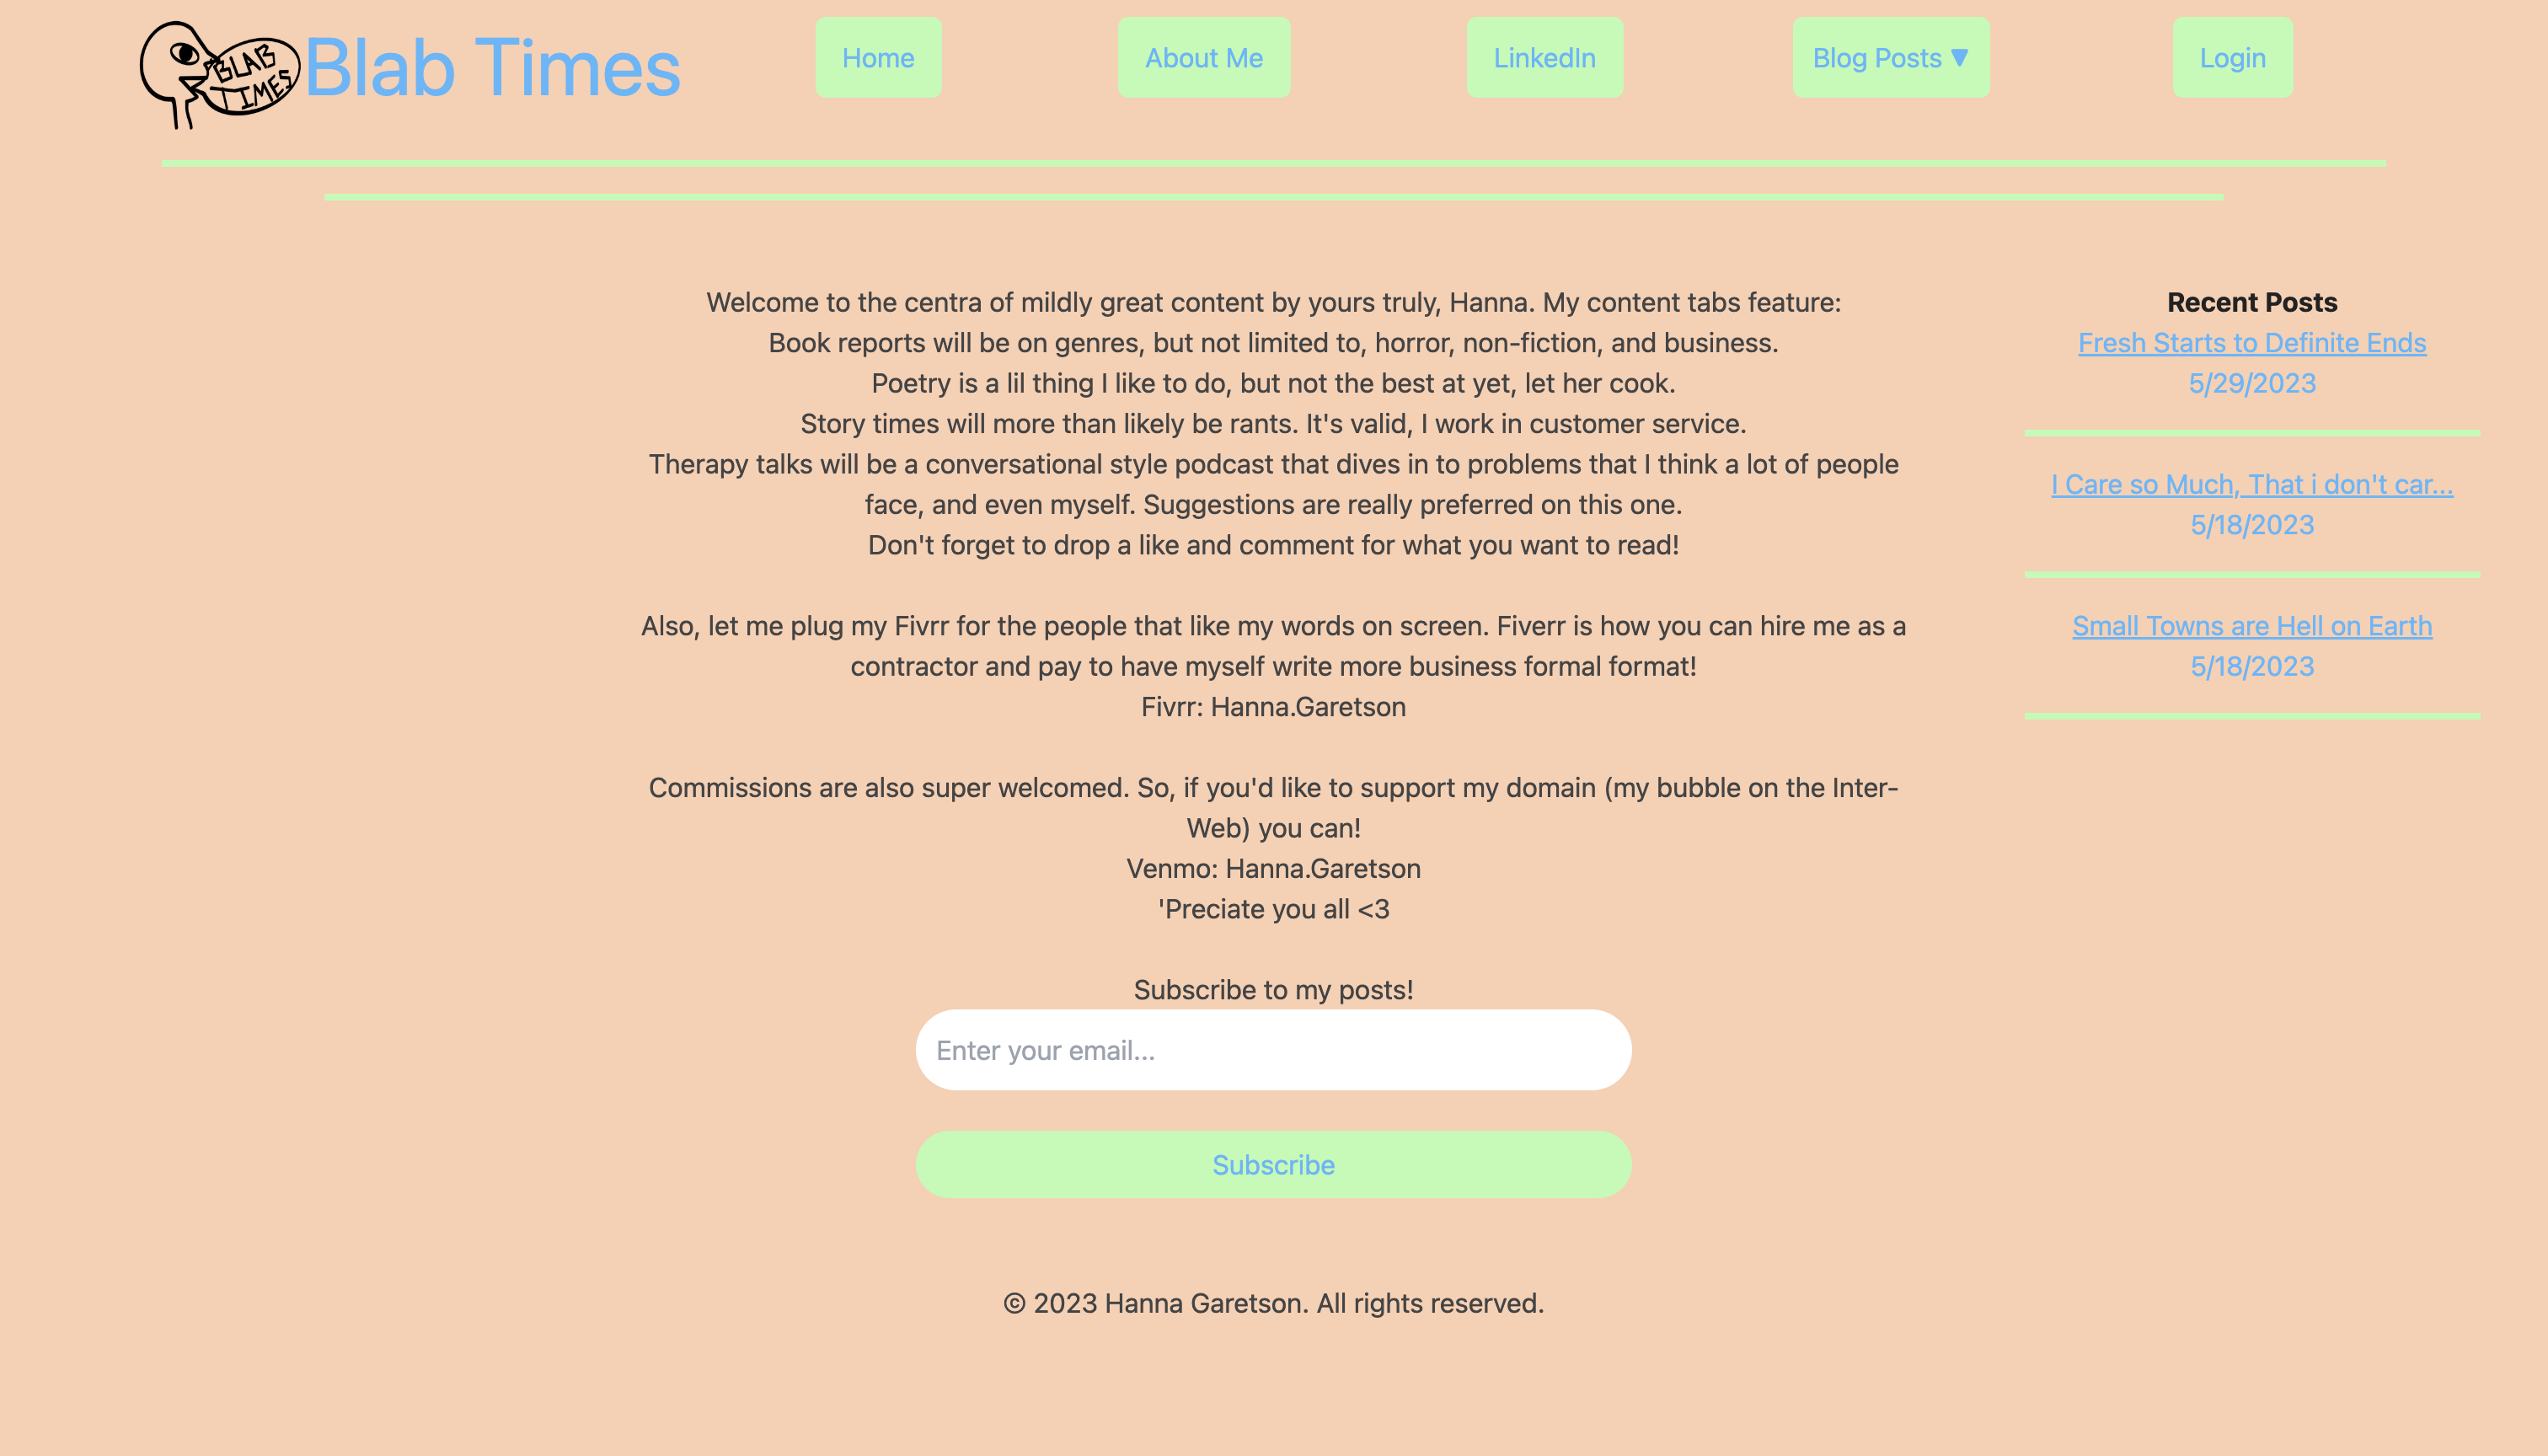 BLAB
TIMES
Blab Times
Home
About Me
LinkedIn
Blog Posts ▼
Login
Welcome to the centra of mildly great content by yours truly, Hanna. My content tabs feature:
Book reports will be on genres, but not limited to, horror, non-fiction, and business.
Poetry is a lil thing I like to do, but not the best at yet, let her cook.
Story times will more than likely be rants. It's valid, I work in customer service.
Therapy talks will be a conversational style podcast that dives in to problems that I think a lot of people
face, and even myself. Suggestions are really preferred on this one.
Don't forget to drop a like and comment for what you want to read!
Also, let me plug my Fivrr for the people that like my words on screen. Fiverr is how you can hire me as a
contractor and pay to have myself write more business formal format!
Fivrr: Hanna.Garetson
Commissions are also super welcomed. So, if you'd like to support my domain (my bubble on the Inter-
Web) you can!
Venmo: Hanna.Garetson
'Preciate you all <3
Subscribe to my posts!
Enter your email...
Subscribe
Recent Posts
Fresh Starts to Definite Ends
5/29/2023
I Care so Much, That i don't car...
5/18/2023
Small Towns are Hell on Earth
5/18/2023
© 2023 Hanna Garetson. All rights reserved.